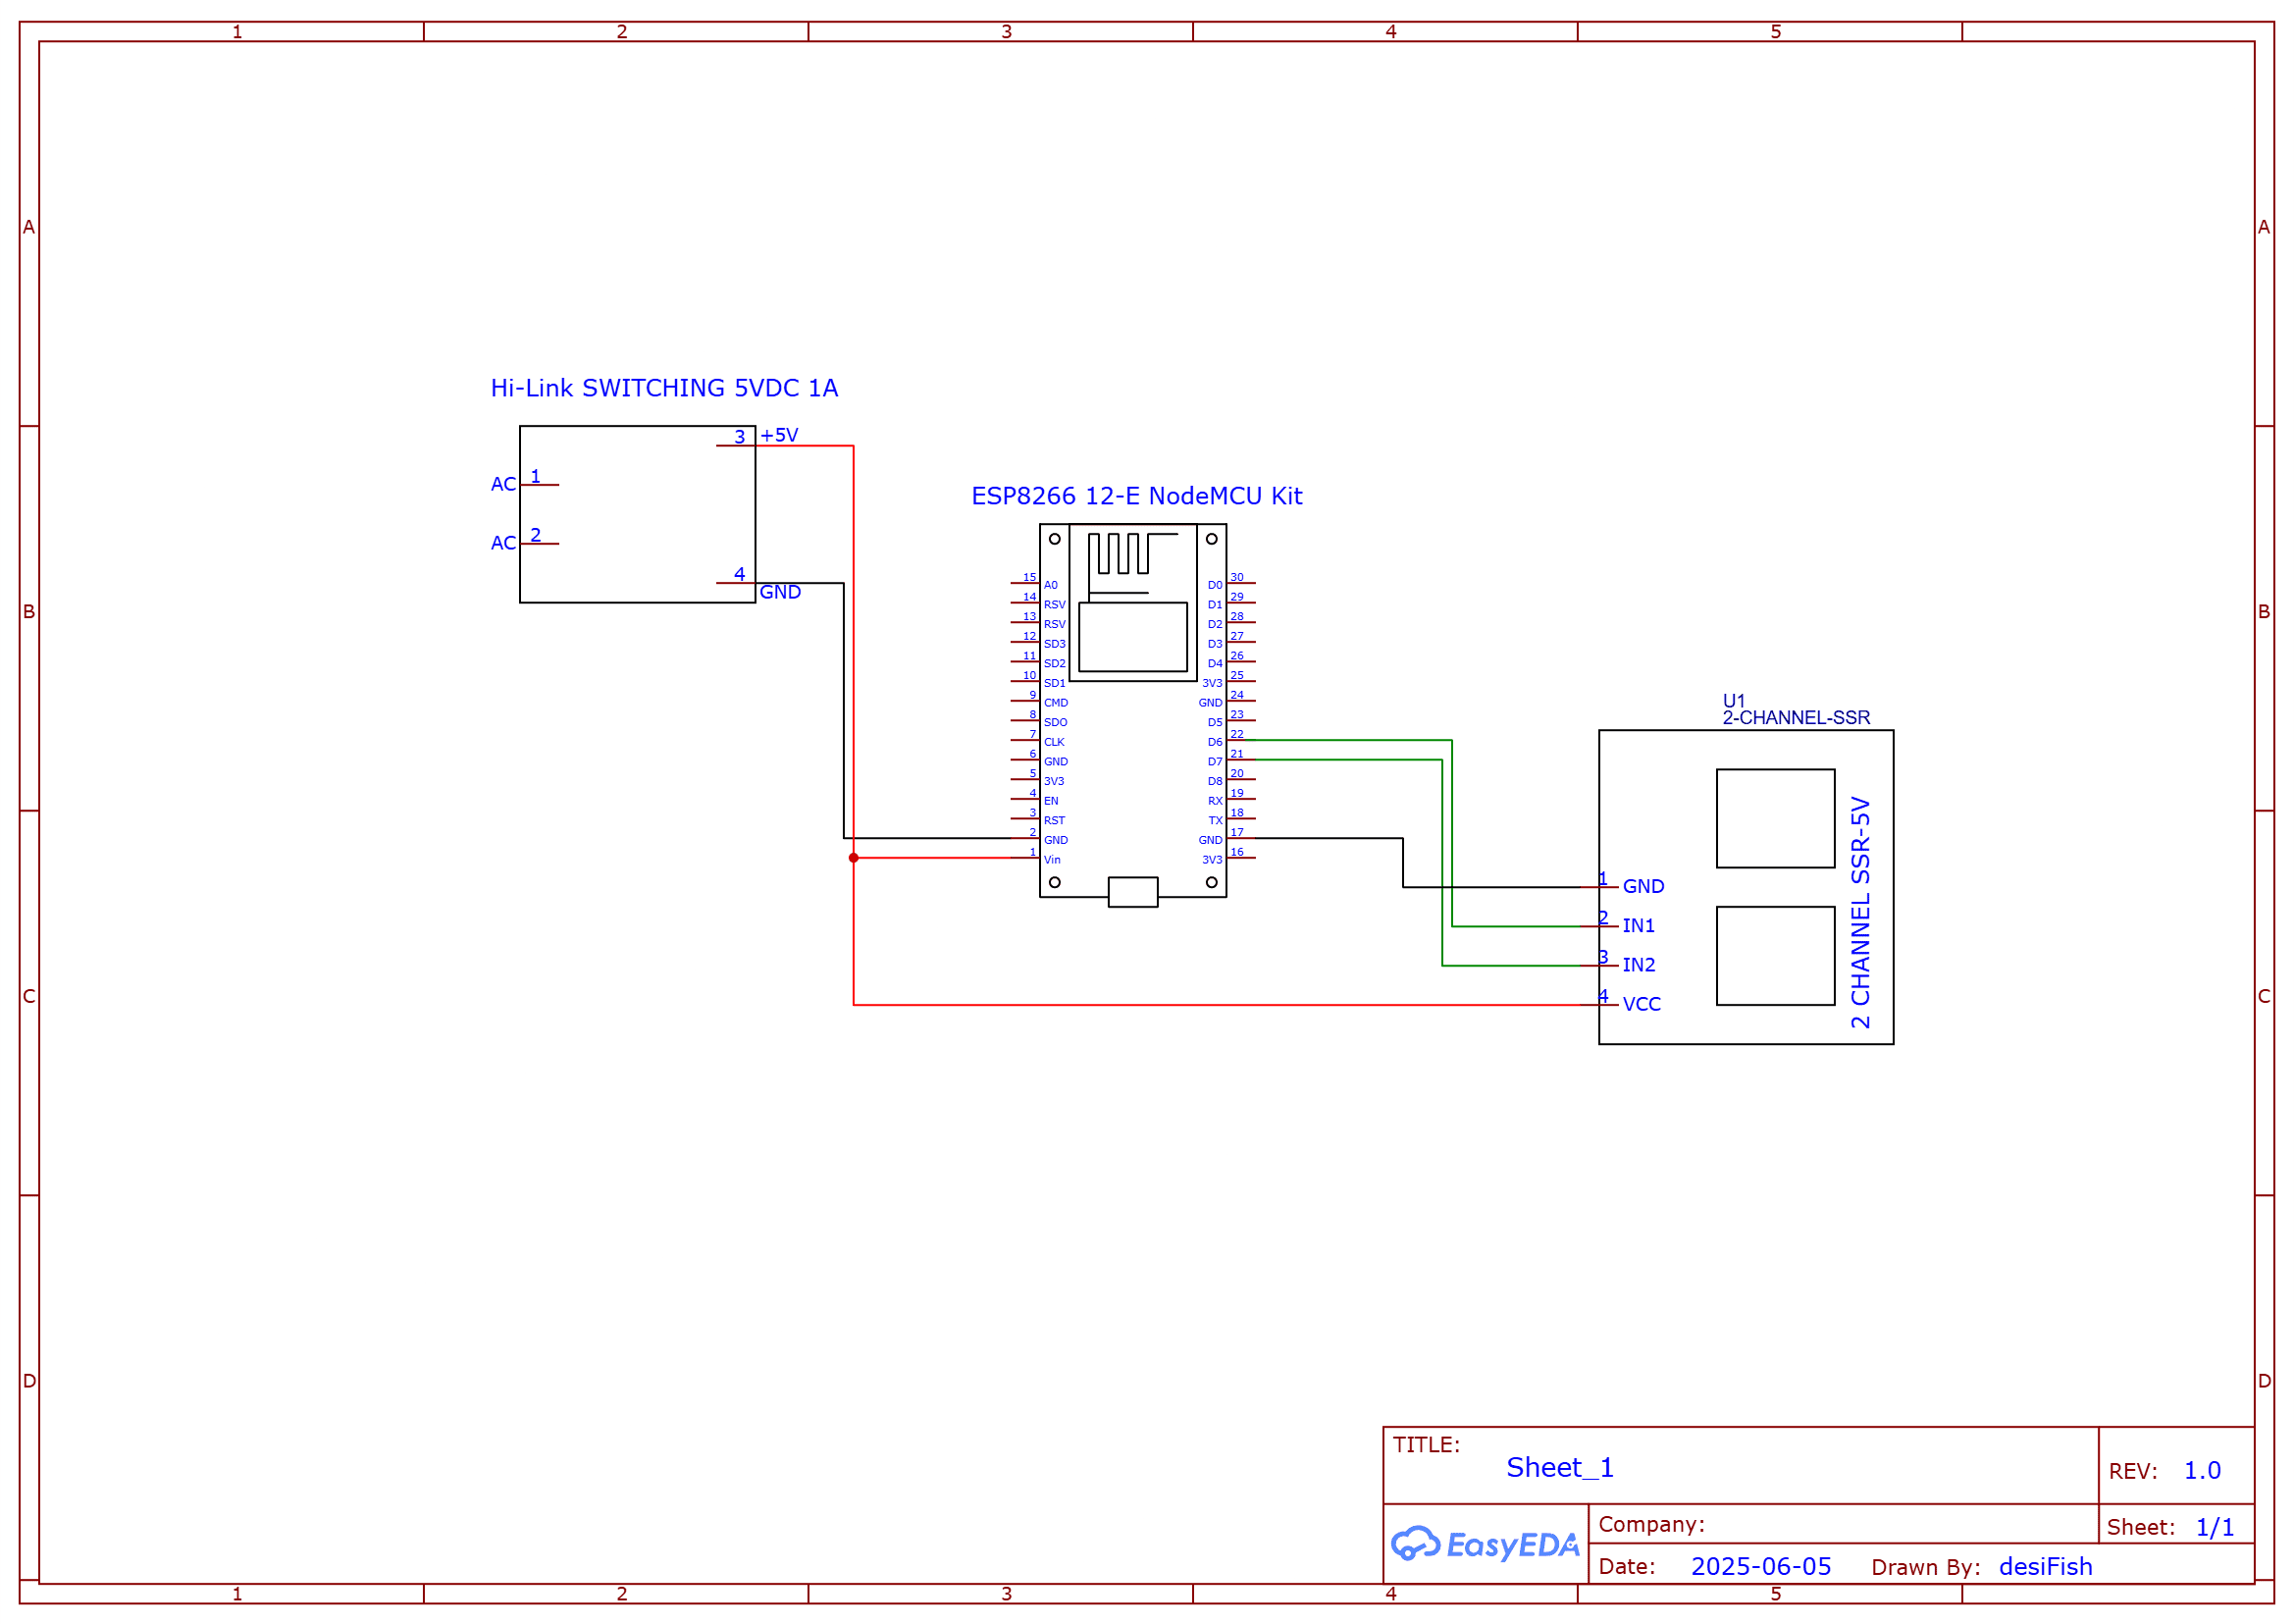 1 2 3 4 5
A A
Hi-Link SWITCHING 5VDC 1A
3 +5V
AC 1
AC 2
4 GND
ESP8266 12-E NodeMCU Kit
15 A0 D0 30
14 RSV D1 29
13 RSV D2 28
12 SD3 D3 27
11 SD2 D4 26
10 SD1 3V3 25
9 CMD GND 24
8 SDO D5 23
7 CLK D6 22
6 GND D7 21
5 3V3 D8 20
4 EN RX 19
3 RST TX 18
2 GND GND 17
1 Vin 3V3 16
B B
U1
2-CHANNEL-SSR
1 GND
2 IN1
3 IN2
4 VCC
2 CHANNEL SSR-5V
C C
D D
TITLE:
Sheet_1
REV: 1.0
EasyEDA
Company:
Sheet: 1/1
Date: 2025-06-05 Drawn By: desiFish
1 2 3 4 5